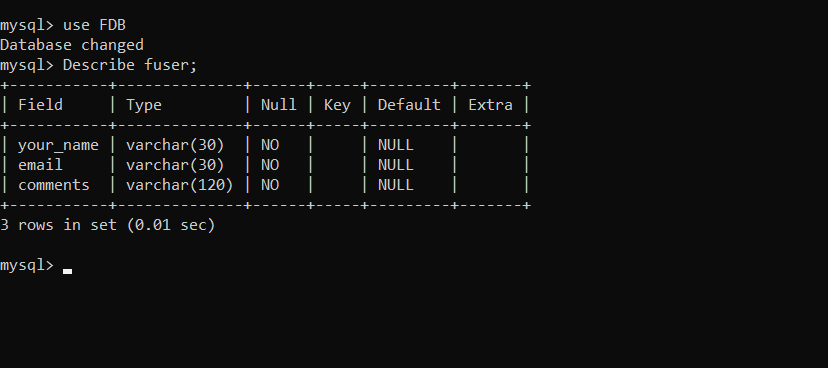 mysql> use FDB
Database changed
mysql> Describe fuser;
+-----------+--------------+------+-----+---------+-------+
| Field     | Type         | Null | Key | Default | Extra |
+-----------+--------------+------+-----+---------+-------+
| your_name | varchar(30)  | NO   |     | NULL    |       |
| email     | varchar(30)  | NO   |     | NULL    |       |
| comments  | varchar(120) | NO   |     | NULL    |       |
+-----------+--------------+------+-----+---------+-------+
3 rows in set (0.01 sec)
mysql>